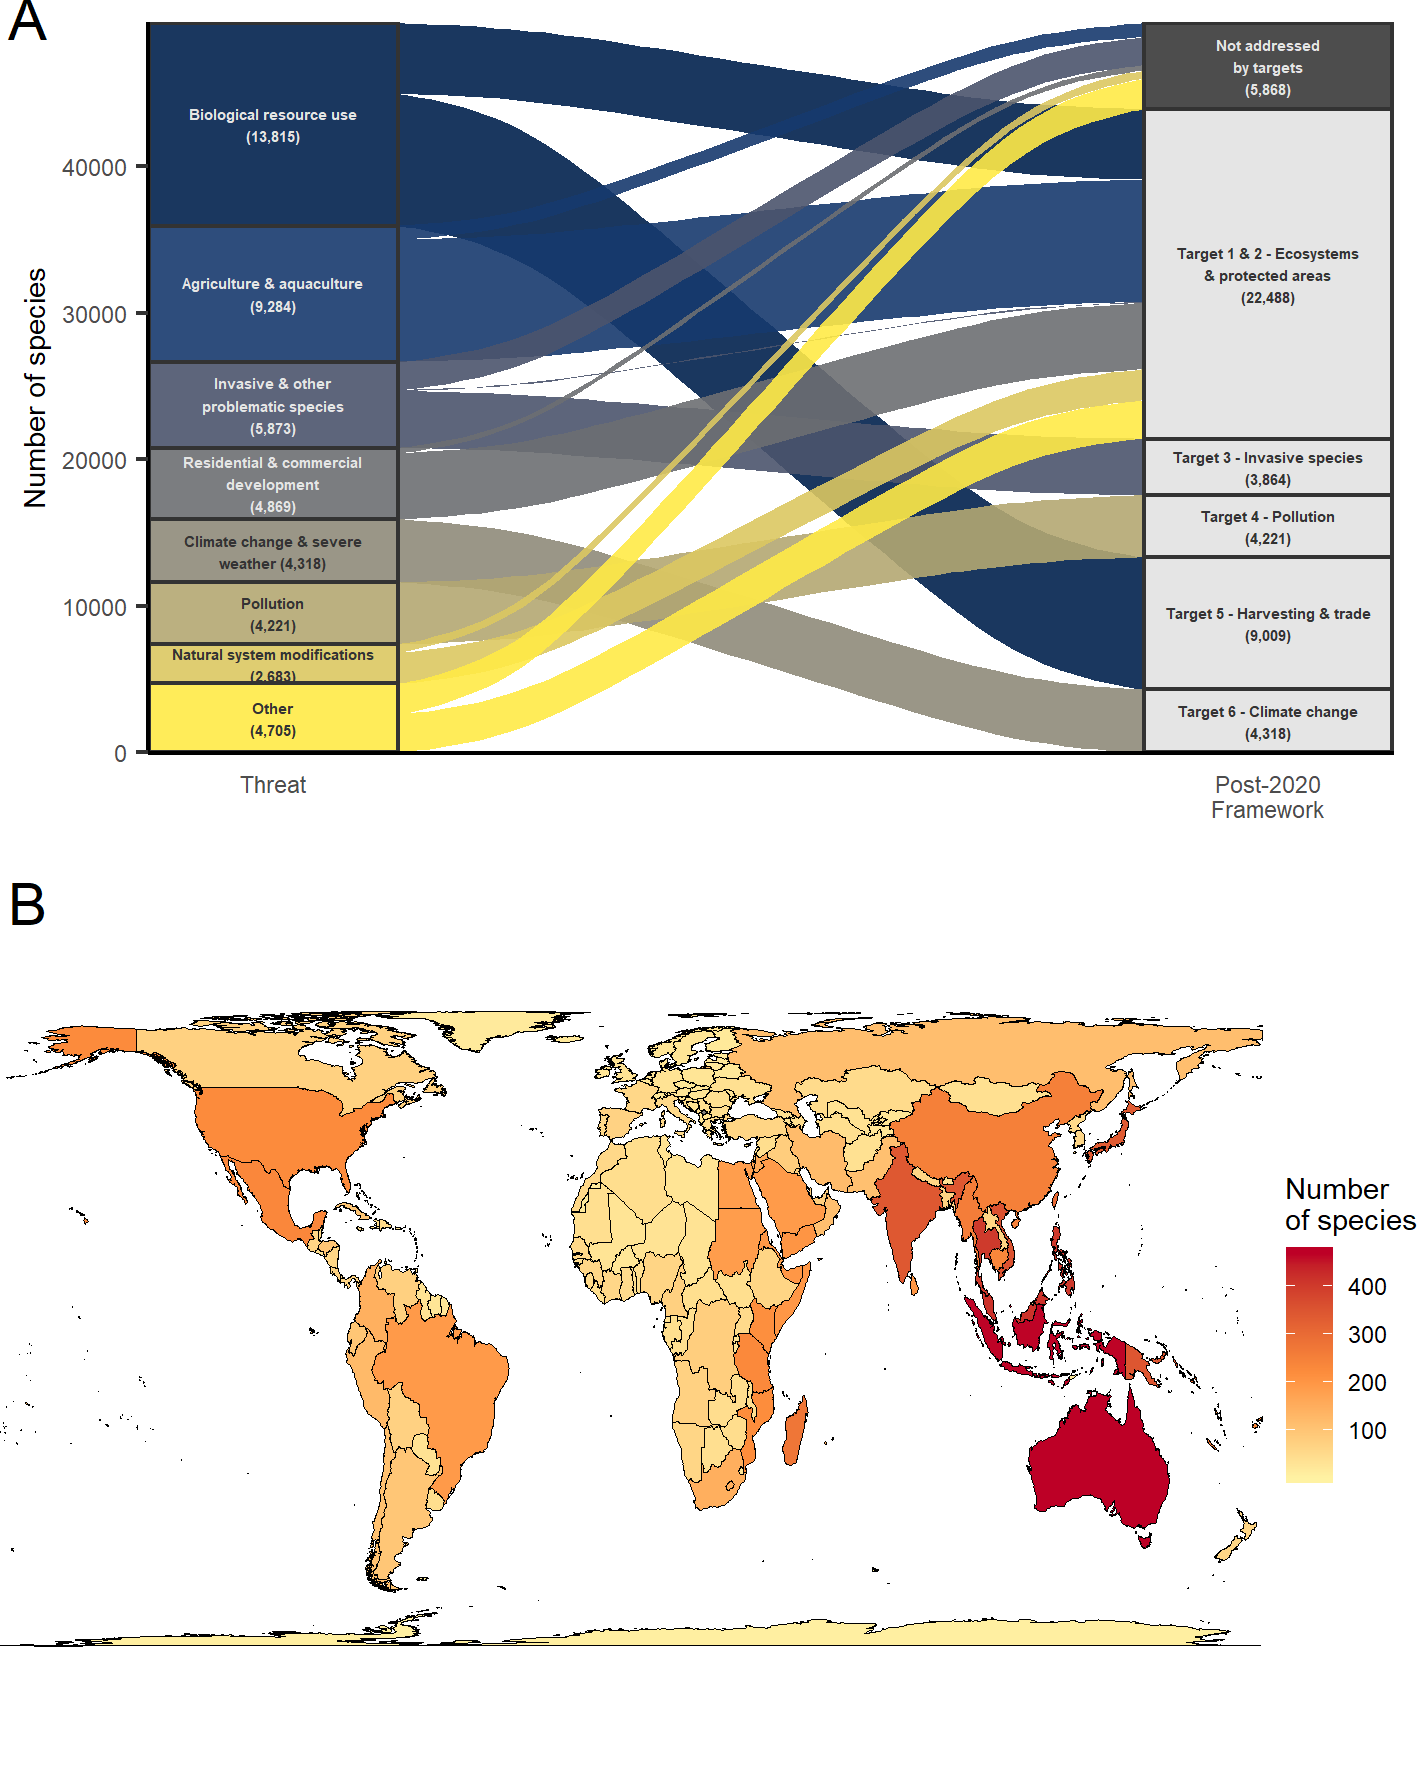 A
Number of species
40000
30000
20000
10000
0
Biological resource use
(13,815)
Agriculture & aquaculture
(9,284)
Invasive & other
problematic species
(5,873)
Residential & commercial
development
(4,869)
Climate change & severe
weather (4,318)
Pollution
(4,221)
Natural system modifications
(2,683)
Other
(4,705)
Not addressed
by targets
(5,868)
Target 1 & 2 - Ecosystems
& protected areas
(22,488)
Target 3 - Invasive species
(3,864)
Target 4 - Pollution
(4,221)
Target 5 - Harvesting & trade
(9,009)
Target 6 - Climate change
(4,318)
Threat
Post-2020
Framework
B
Number
of species
400
300
200
100